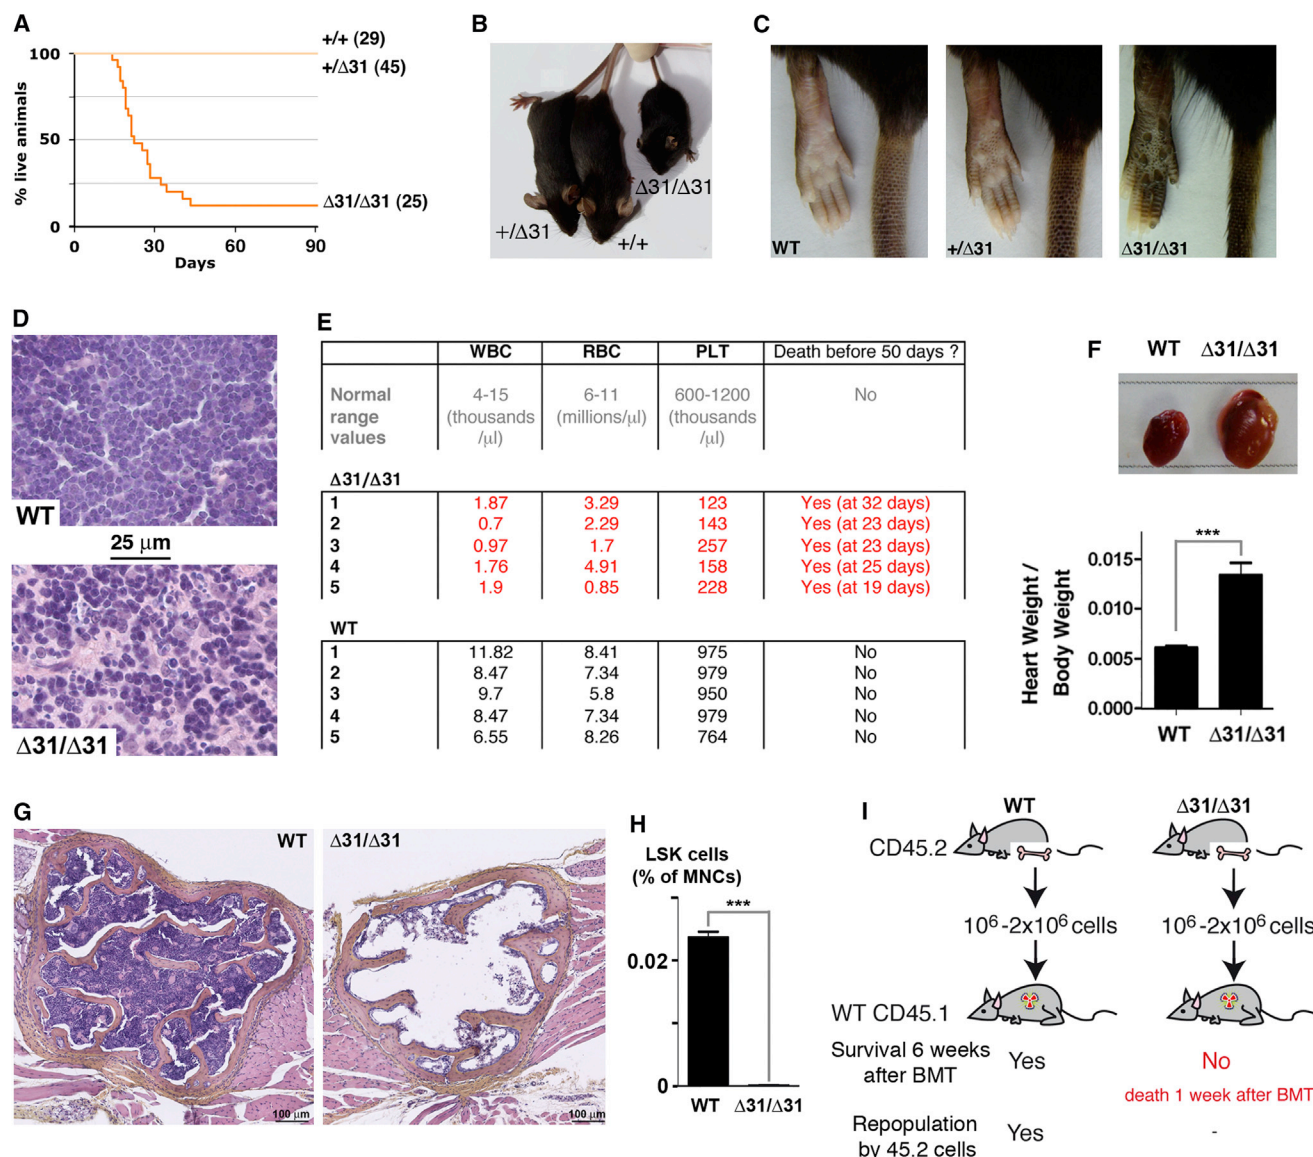 A
+/+ (29)
+/Δ31 (45)
Δ31/Δ31 (25)
100
50
0
% live animals
0 30 60 90
Days
B
+/Δ31
+/+
Δ31/Δ31
C
WT
+/Δ31
Δ31/Δ31
D
WT
25 μm
Δ31/Δ31
E
WBC RBC PLT Death before 50 days ?
Normal range values
4-15 (thousands /μl)
6-11 (millions/μl)
600-1200 (thousands /μl)
No
Δ31/Δ31
1 1.87 3.29 123 Yes (at 32 days)
2 0.7 2.29 143 Yes (at 23 days)
3 0.97 1.7 257 Yes (at 23 days)
4 1.76 4.91 158 Yes (at 25 days)
5 1.9 0.85 228 Yes (at 19 days)
WT
1 11.82 8.41 975 No
2 8.47 7.34 979 No
3 9.7 5.8 950 No
4 8.47 7.34 979 No
5 6.55 8.26 764 No
F
WT Δ31/Δ31
***
Heart Weight /
Body Weight
0.015
0.010
0.005
0.000
WT Δ31/Δ31
G
WT
100 μm
Δ31/Δ31
100 μm
H
LSK cells
(% of MNCs)
***
0.02
0
WT Δ31/Δ31
I
WT Δ31/Δ31
CD45.2
10⁶-2x10⁶ cells 10⁶-2x10⁶ cells
WT CD45.1
Survival 6 weeks
after BMT
Yes No
death 1 week after BMT
Repopulation
by 45.2 cells
Yes -